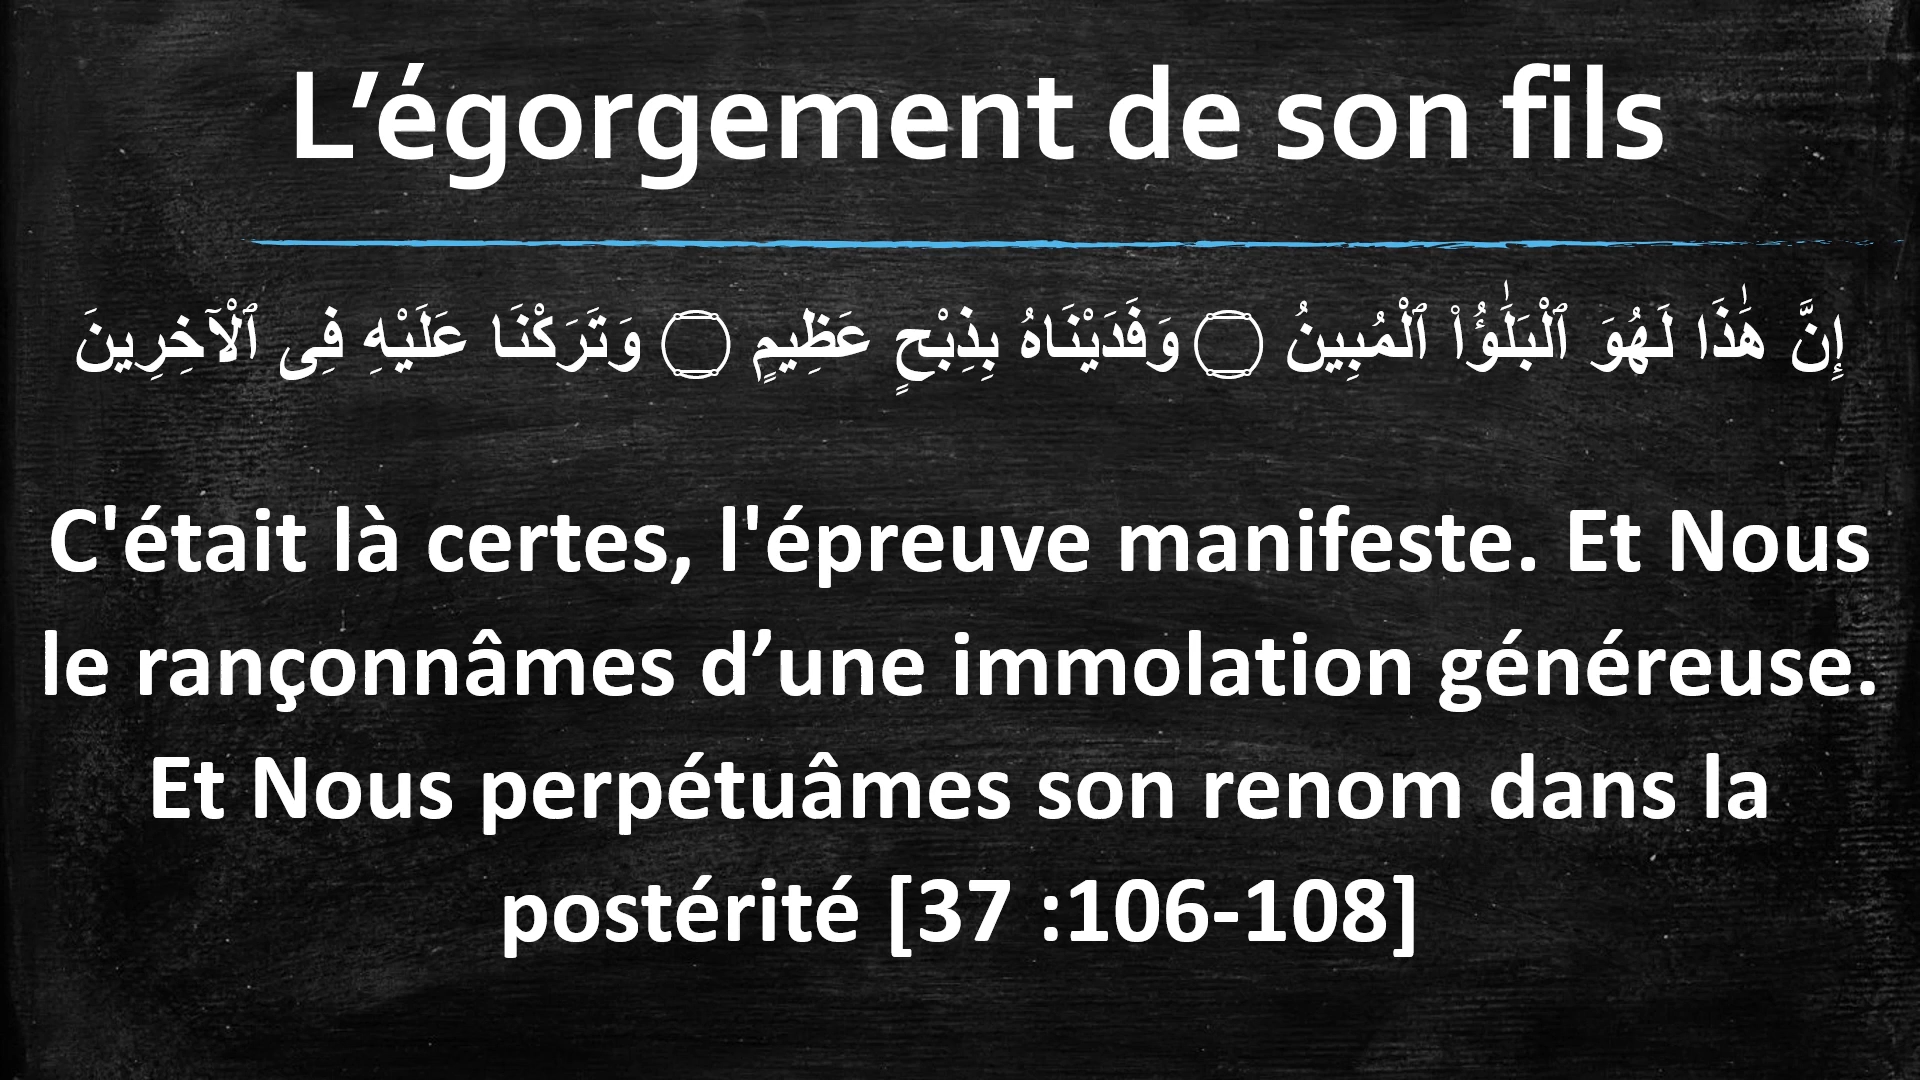 L’égorgement de son fils
إِنَّ هَٰذَا لَهُوَ ٱلْبَلَٰٓؤُا۟ ٱلْمُبِينُ ۝ وَفَدَيْنَاهُ بِذِبْحٍ عَظِيمٍ ۝ وَتَرَكْنَا عَلَيْهِ فِى ٱلْآخِرِينَ
C'était là certes, l'épreuve manifeste. Et Nous
le rançonnâmes d’une immolation généreuse.
Et Nous perpétuâmes son renom dans la
postérité [37 :106-108]